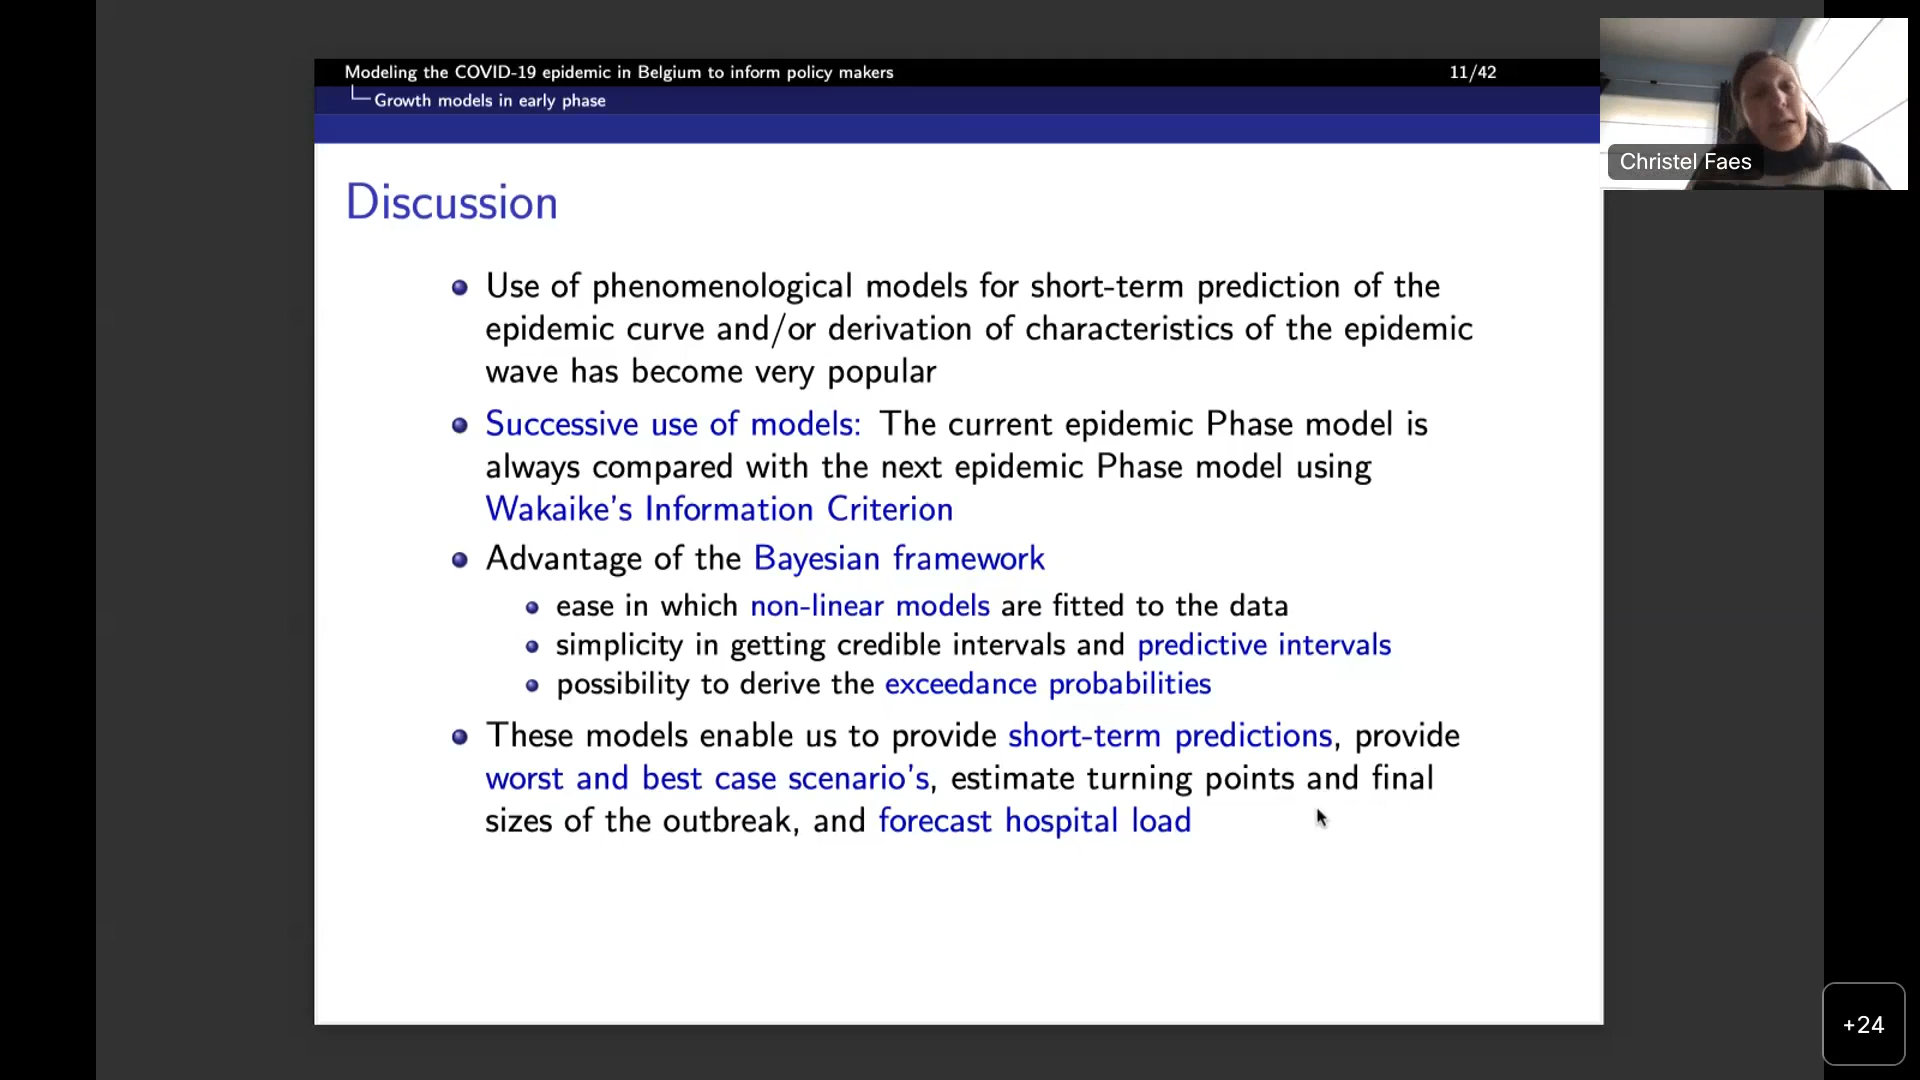 Modeling the COVID-19 epidemic in Belgium to inform policy makers 11/42
Growth models in early phase
Christel Faes
Discussion
Use of phenomenological models for short-term prediction of the
epidemic curve and/or derivation of characteristics of the epidemic
wave has become very popular
Successive use of models: The current epidemic Phase model is
always compared with the next epidemic Phase model using
Wakaike's Information Criterion
Advantage of the Bayesian framework
ease in which non-linear models are fitted to the data
simplicity in getting credible intervals and predictive intervals
possibility to derive the exceedance probabilities
These models enable us to provide short-term predictions, provide
worst and best case scenario's, estimate turning points and final
sizes of the outbreak, and forecast hospital load
+24